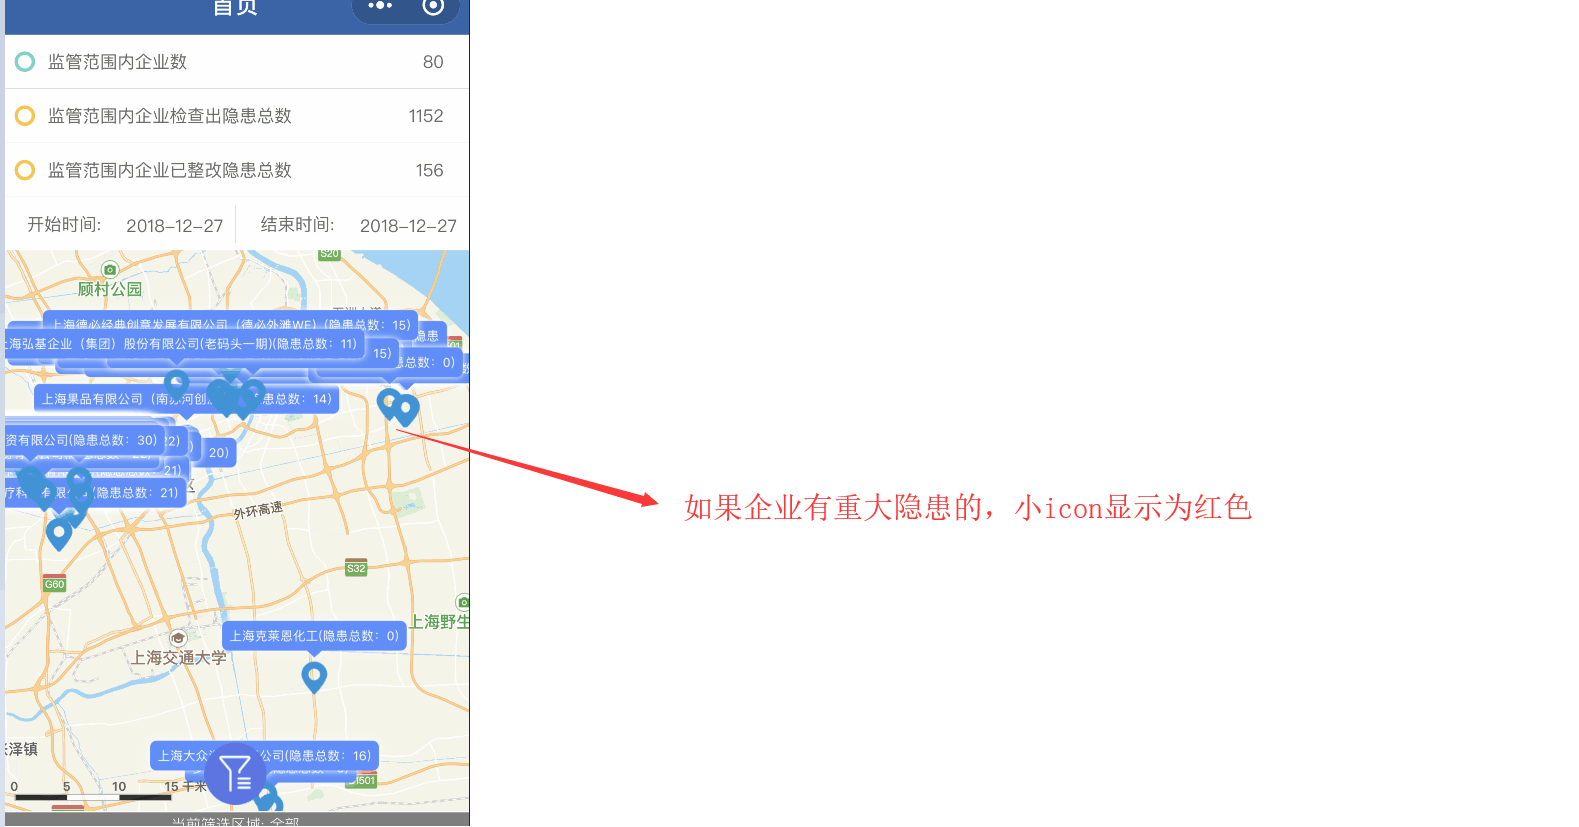 首页
监管范围内企业数 80
监管范围内企业检查出隐患总数 1152
监管范围内企业已整改隐患总数 156
开始时间: 2018-12-27 结束时间: 2018-12-27
S20
顾村公园
上海德必经典创意发展有限公司（德必外滩WE）(隐患总数：15)
隐患
上海弘基企业（集团）股份有限公司(老码头一期)(隐患总数：11)
15)
总数：0)
上海果品有限公司（南苏河创
患总数：14)
资有限公司(隐患总数：30)
22)
20)
21)
(隐患总数：21)
外环高速
如果企业有重大隐患的，小icon显示为红色
S32
G60
上海野生
上海克莱恩化工(隐患总数：0)
上海交通大学
泽镇
上海大众
公司(隐患总数：16)
0 5 10 15 千米
当前筛选区域: 全部